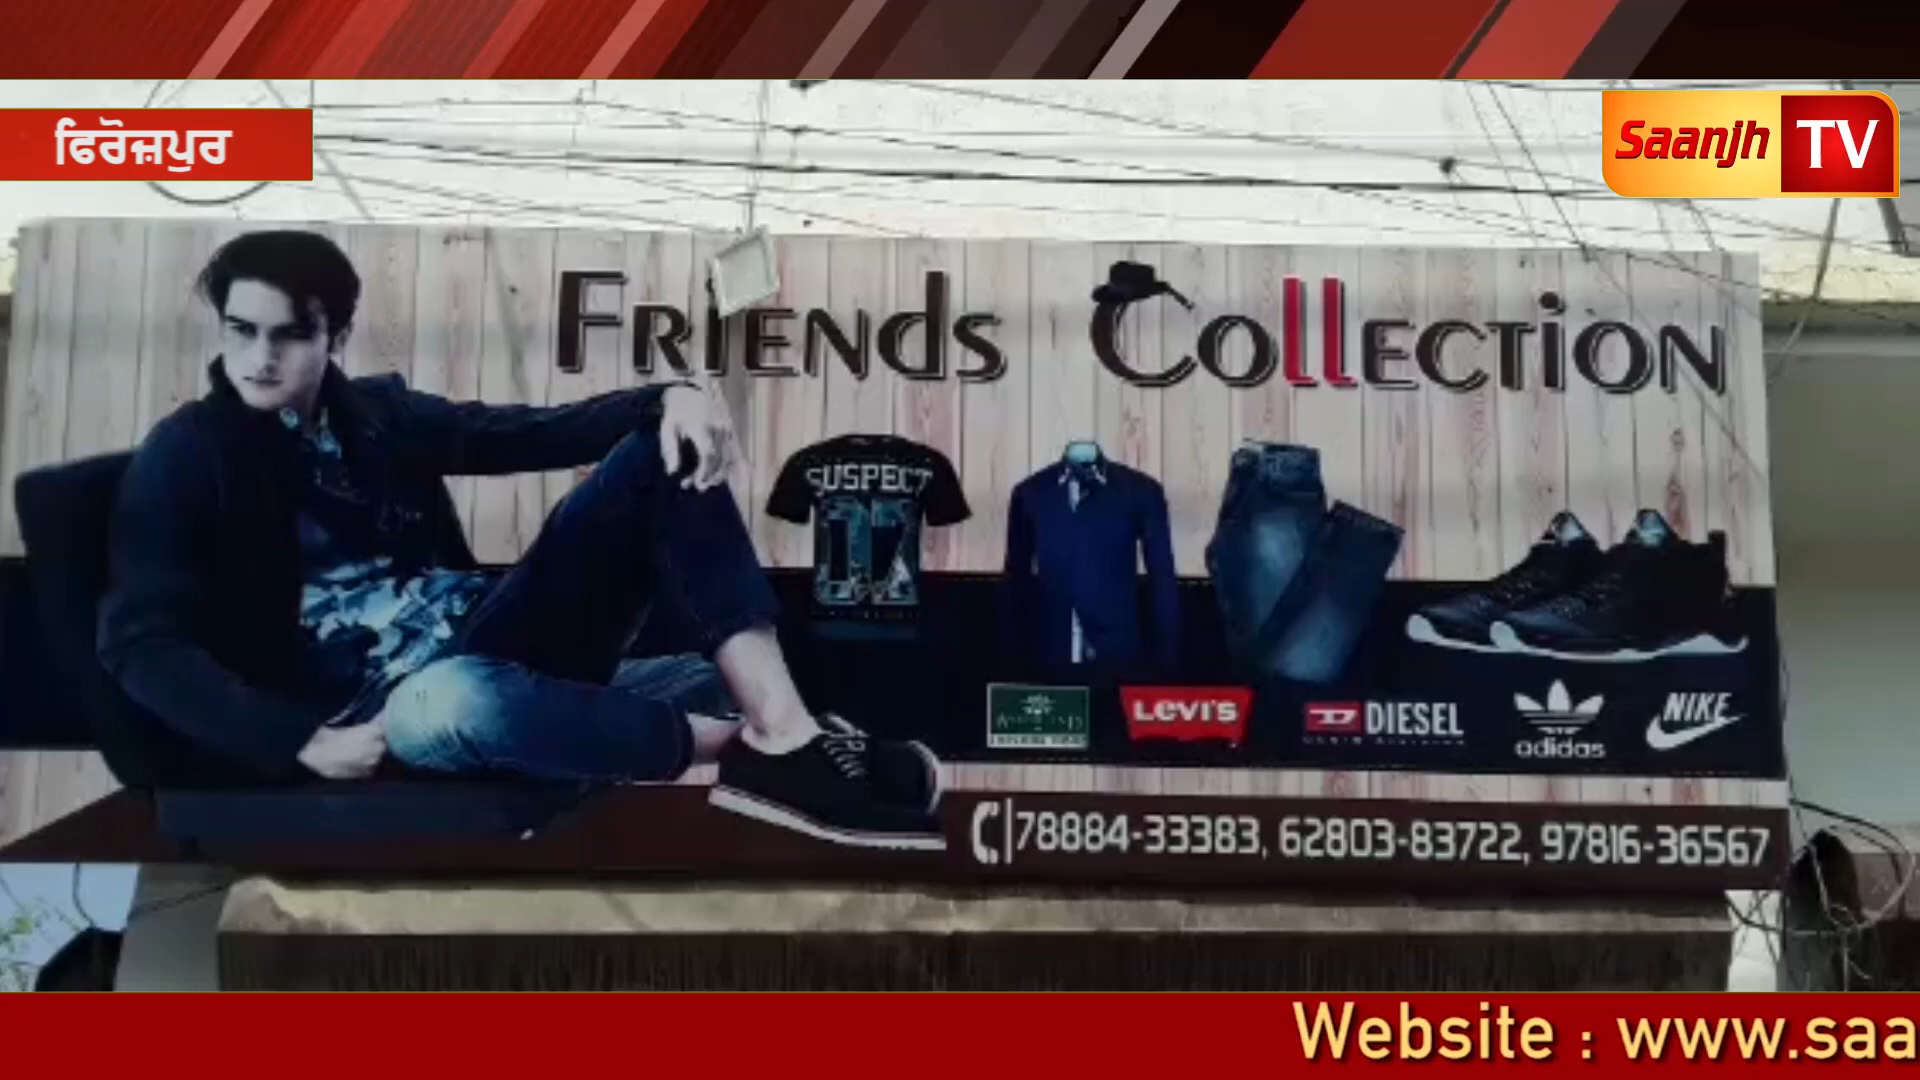 ਫਿਰੋਜ਼ਪੁਰ
Saanjh TV
FRIENds CollECTiON
SUSPECT
LEVI'S
DIESEL
adidas
NIKE
78884-33383, 62803-83722, 97816-36567
Website : www.saa